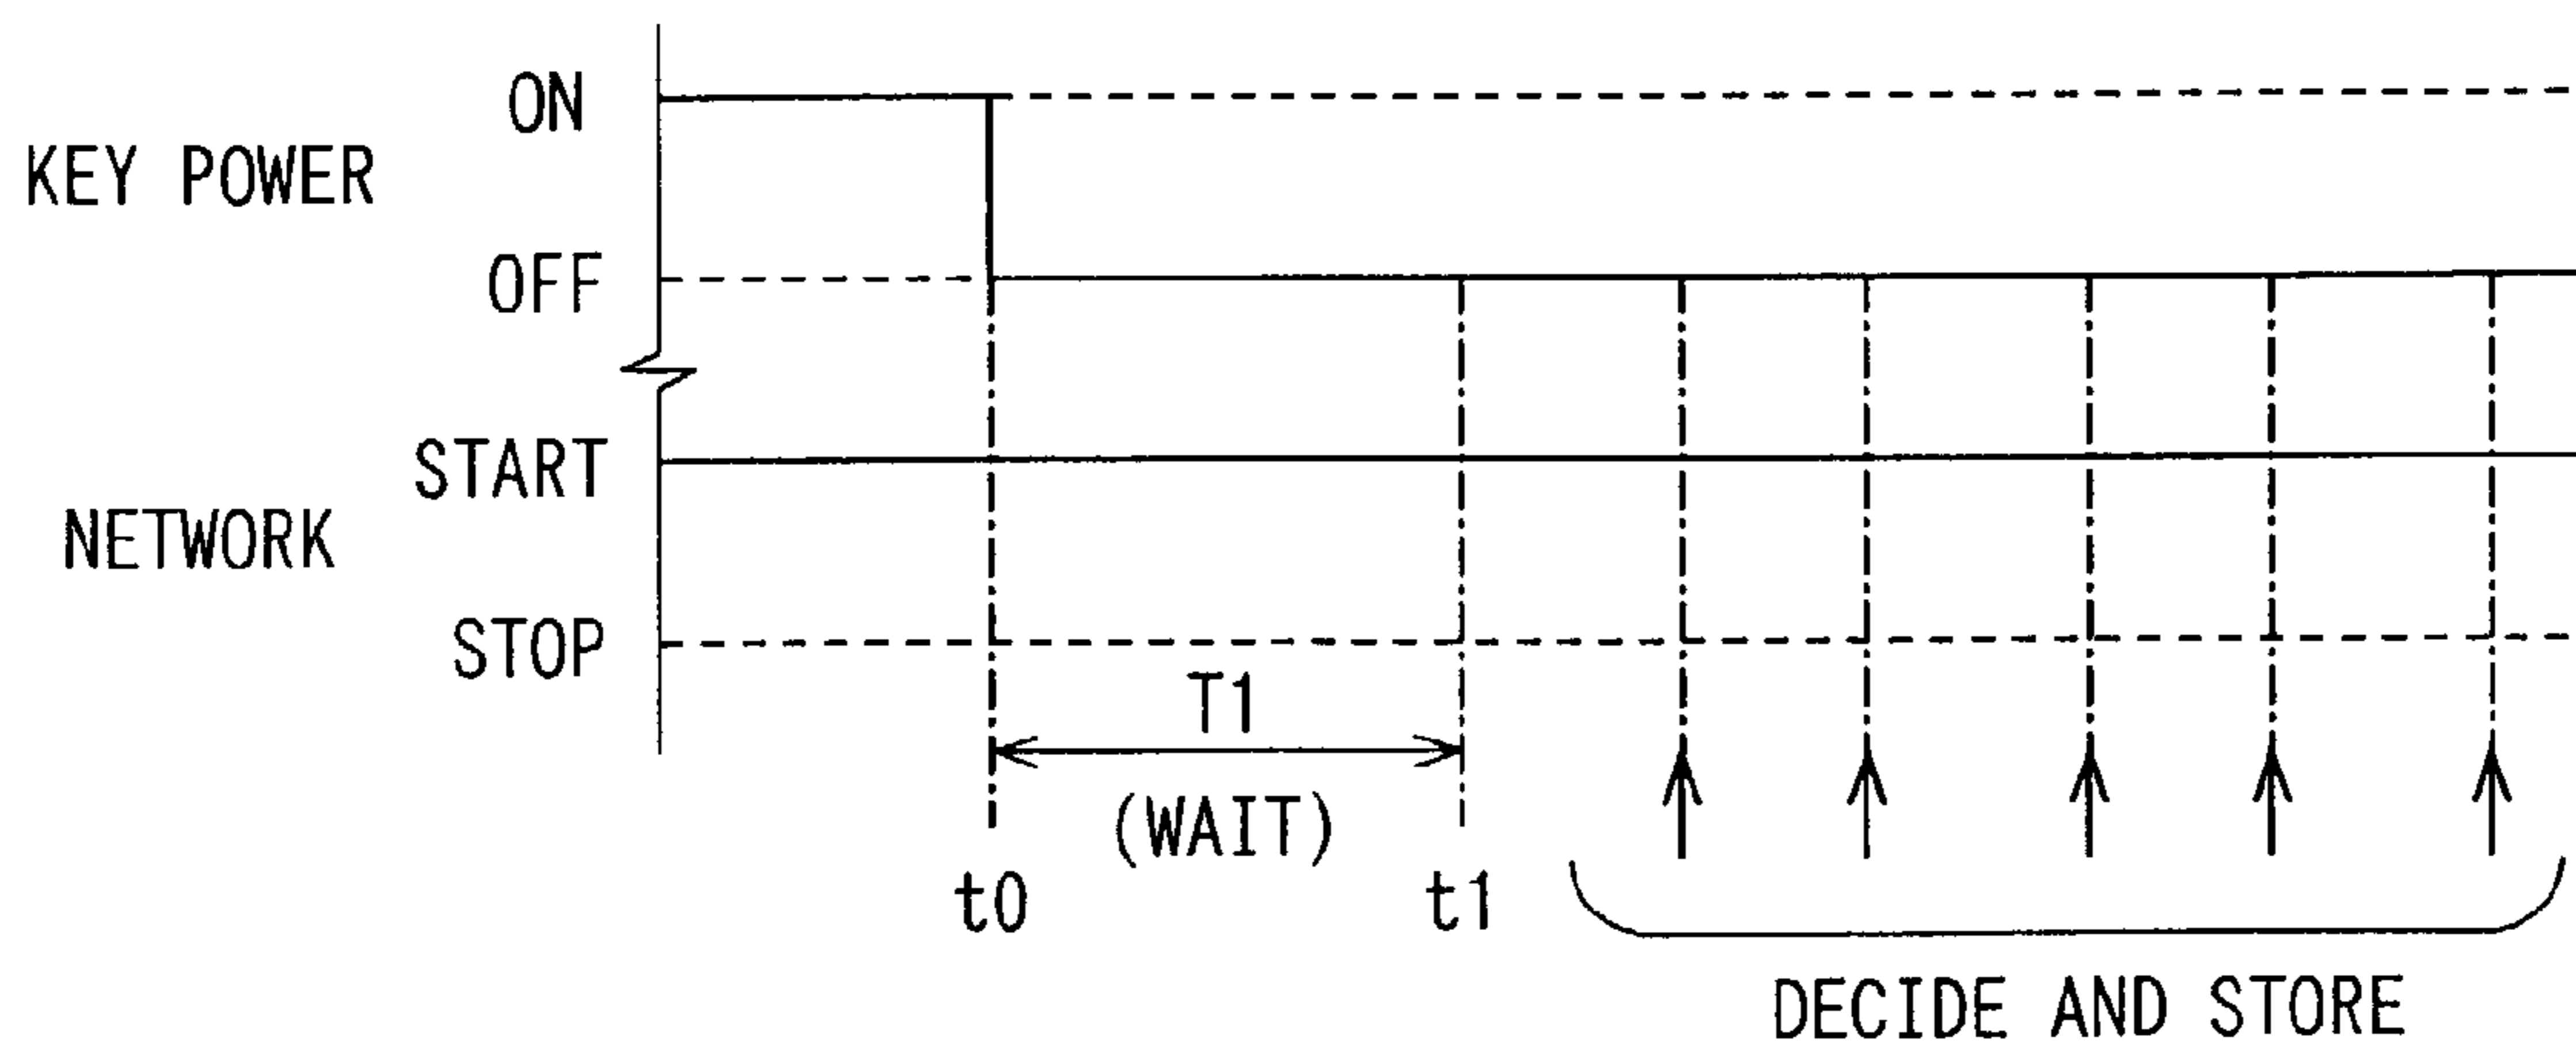 ON
KEY POWER
OFF
START
NETWORK
STOP
T1
(WAIT)
t0
t1
DECIDE AND STORE